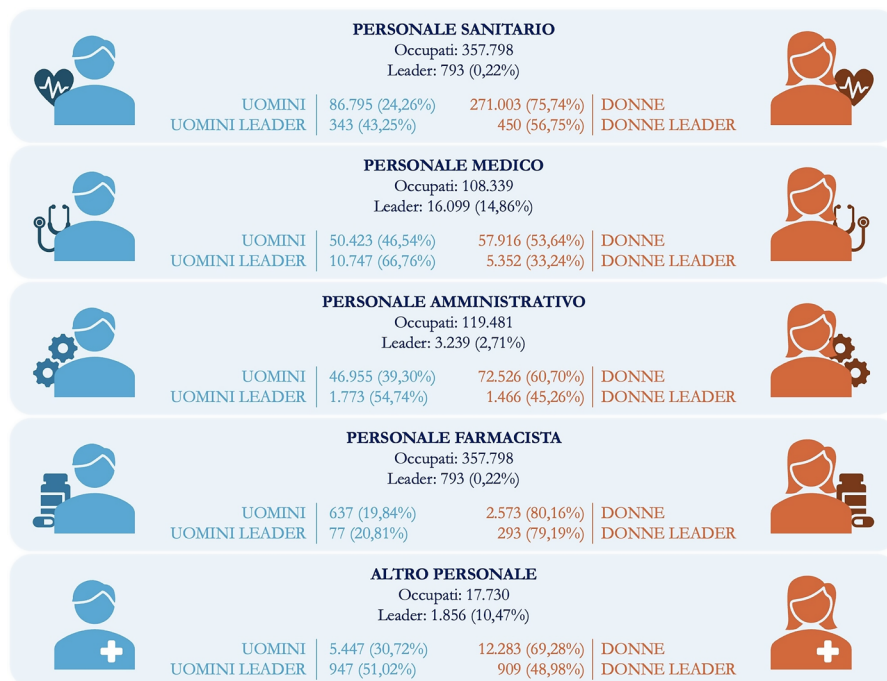 PERSONALE SANITARIO
Occupati: 357.798
Leader: 793 (0,22%)
UOMINI 86.795 (24,26%) 271.003 (75,74%) DONNE
UOMINI LEADER 343 (43,25%) 450 (56,75%) DONNE LEADER
PERSONALE MEDICO
Occupati: 108.339
Leader: 16.099 (14,86%)
UOMINI 50.423 (46,54%) 57.916 (53,64%) DONNE
UOMINI LEADER 10.747 (66,76%) 5.352 (33,24%) DONNE LEADER
PERSONALE AMMINISTRATIVO
Occupati: 119.481
Leader: 3.239 (2,71%)
UOMINI 46.955 (39,30%) 72.526 (60,70%) DONNE
UOMINI LEADER 1.773 (54,74%) 1.466 (45,26%) DONNE LEADER
PERSONALE FARMACISTA
Occupati: 357.798
Leader: 793 (0,22%)
UOMINI 637 (19,84%) 2.573 (80,16%) DONNE
UOMINI LEADER 77 (20,81%) 293 (79,19%) DONNE LEADER
ALTRO PERSONALE
Occupati: 17.730
Leader: 1.856 (10,47%)
UOMINI 5.447 (30,72%) 12.283 (69,28%) DONNE
UOMINI LEADER 947 (51,02%) 909 (48,98%) DONNE LEADER